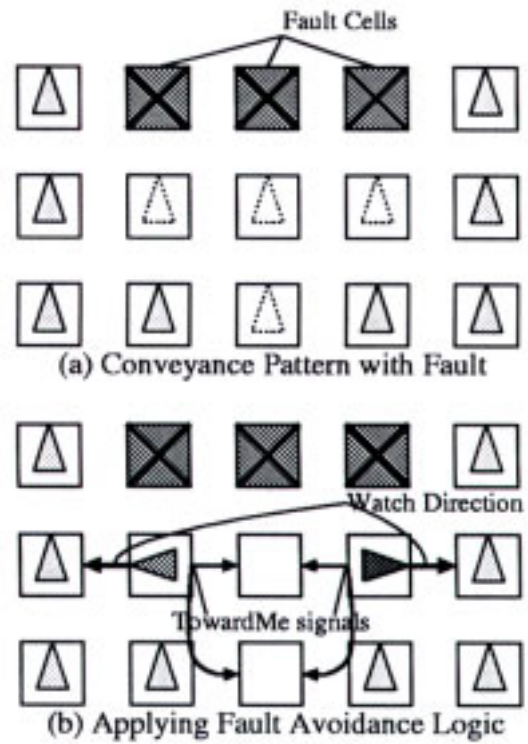 Fault Cells
(a) Conveyance Pattern with Fault
Watch Direction
TowardMe signals
(b) Applying Fault Avoidance Logic